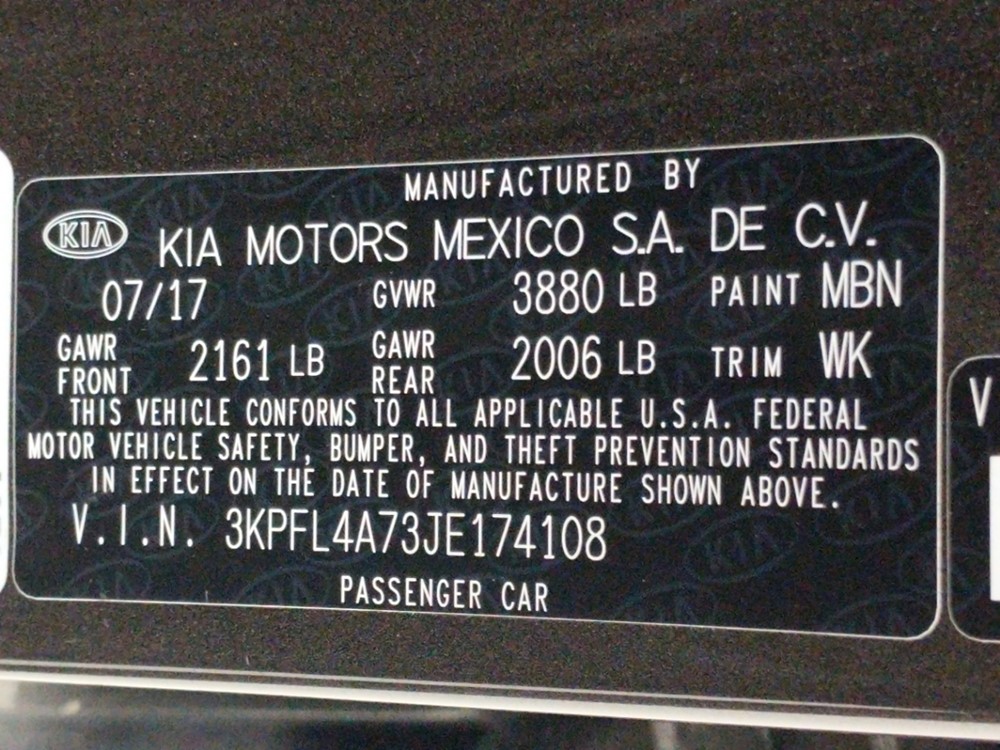 MANUFACTURED BY
KIA KIA MOTORS MEXICO S.A. DE C.V.
07/17 GVWR 3880 LB PAINT MBN
GAWR FRONT 2161 LB GAWR REAR 2006 LB TRIM WK
THIS VEHICLE CONFORMS TO ALL APPLICABLE U.S.A. FEDERAL
MOTOR VEHICLE SAFETY, BUMPER, AND THEFT PREVENTION STANDARDS
IN EFFECT ON THE DATE OF MANUFACTURE SHOWN ABOVE.
V.I.N. 3KPFL4A73JE174108
PASSENGER CAR